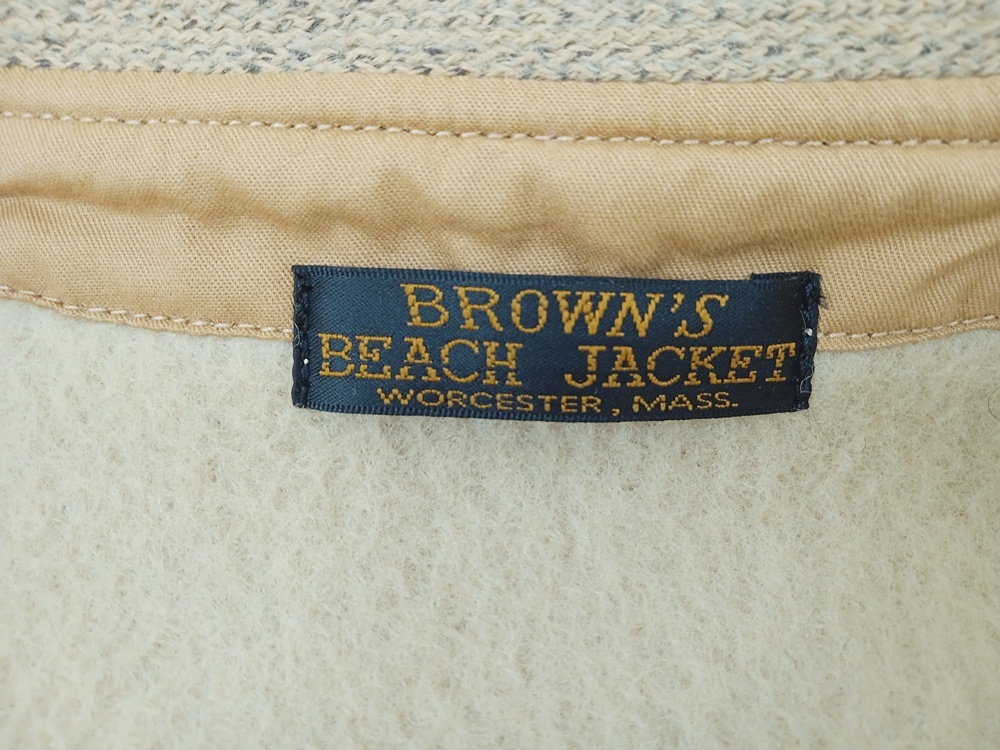 BROWN'S
BEACH JACKET
WORCESTER, MASS.